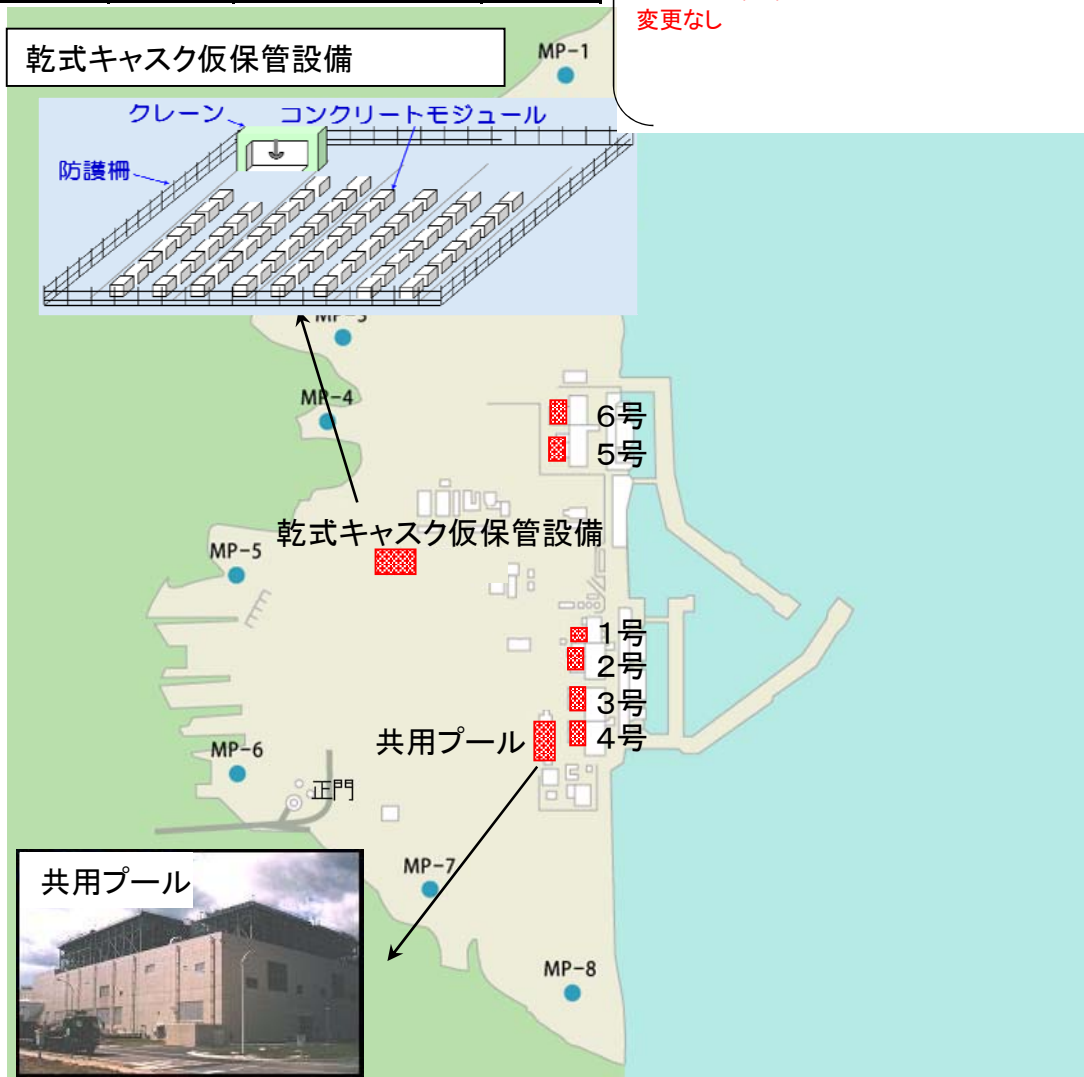 変更なし
乾式キャスク仮保管設備
MP-1
クレーン
コンクリートモジュール
防護柵
MP-4
6号
5号
乾式キャスク仮保管設備
MP-5
1号
2号
3号
共用プール
4号
MP-6
正門
MP-7
共用プール
MP-8